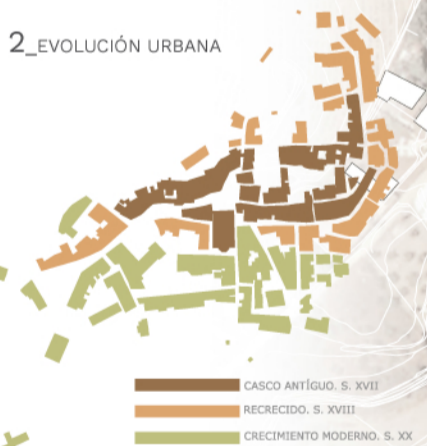 2_EVOLUCIÓN URBANA
CASCO ANTÍGUO. S. XVII
RECRECIDO. S. XVIII
CRECIMIENTO MODERNO. S. XX